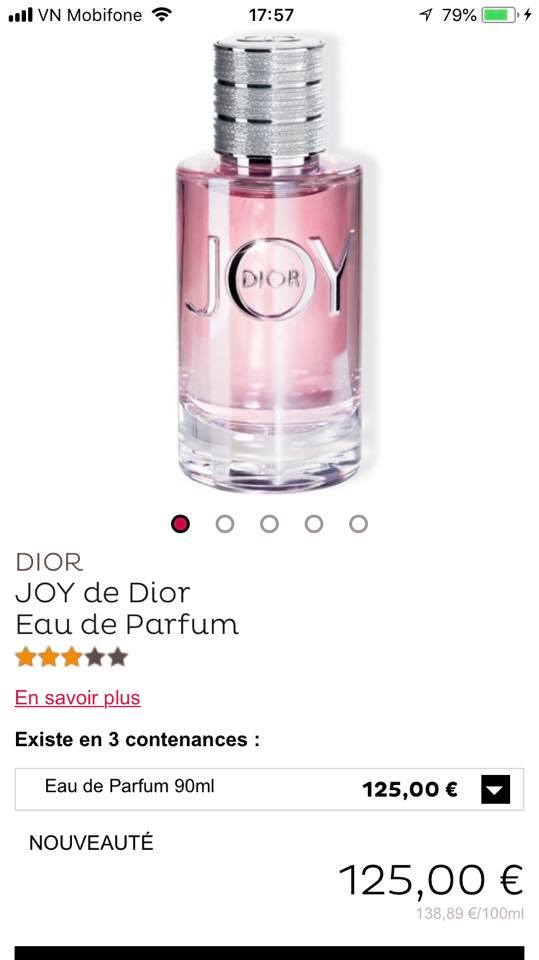 VN Mobifone 17:57 79%
JOY
DIOR
DIOR
JOY de Dior
Eau de Parfum
En savoir plus
Existe en 3 contenances :
Eau de Parfum 90ml 125,00 €
NOUVEAUTÉ
125,00 €
138,89 €/100ml